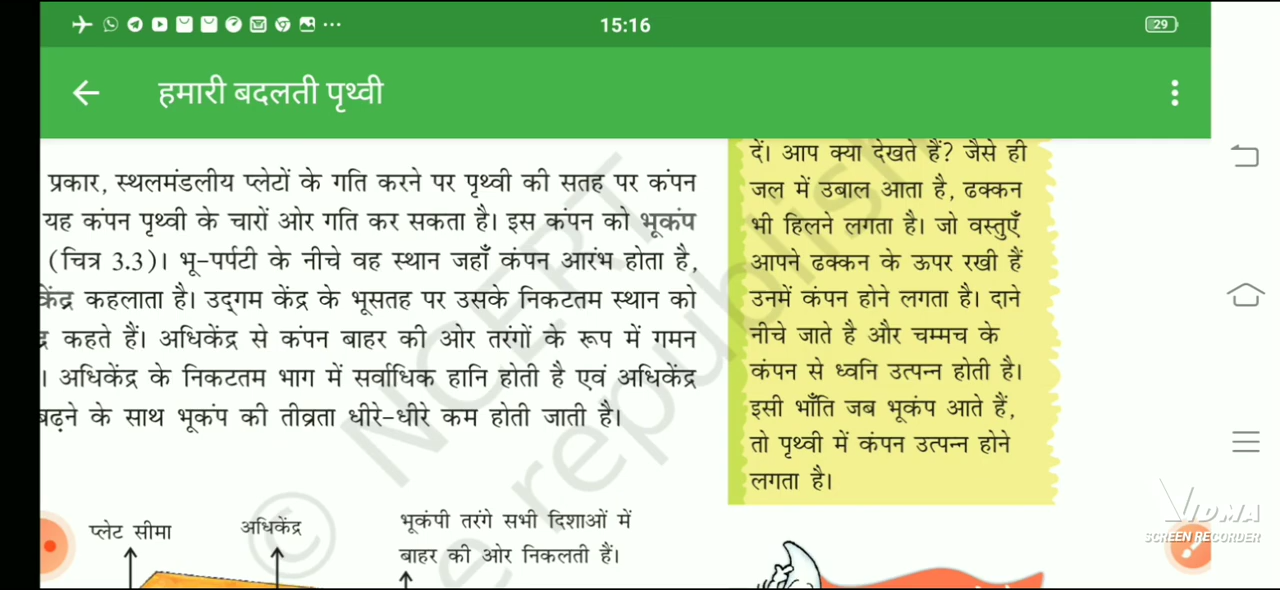 15:16
29
हमारी बदलती पृथ्वी
प्रकार, स्थलमंडलीय प्लेटों के गति करने पर पृथ्वी की सतह पर कंपन
यह कंपन पृथ्वी के चारों ओर गति कर सकता है। इस कंपन को भूकंप
(चित्र 3.3)। भू-पर्पटी के नीचे वह स्थान जहाँ कंपन आरंभ होता है,
केंद्र कहलाता है। उद्गम केंद्र के भूसतह पर उसके निकटतम स्थान को
कहते हैं। अधिकेंद्र से कंपन बाहर की ओर तरंगों के रूप में गमन
। अधिकेंद्र के निकटतम भाग में सर्वाधिक हानि होती है एवं अधिकेंद्र
बढ़ने के साथ भूकंप की तीव्रता धीरे-धीरे कम होती जाती है।
दें। आप क्या देखते हैं? जैसे ही
जल में उबाल आता है, ढक्कन
भी हिलने लगता है। जो वस्तुएँ
आपने ढक्कन के ऊपर रखी हैं
उनमें कंपन होने लगता है। दाने
नीचे जाते है और चम्मच के
कंपन से ध्वनि उत्पन्न होती है।
इसी भाँति जब भूकंप आते हैं,
तो पृथ्वी में कंपन उत्पन्न होने
लगता है।
प्लेट सीमा
अधिकेंद्र
भूकंपी तरंगे सभी दिशाओं में
बाहर की ओर निकलती हैं।
© NCERT
be republish
VIDMA
SCREEN RECORDER